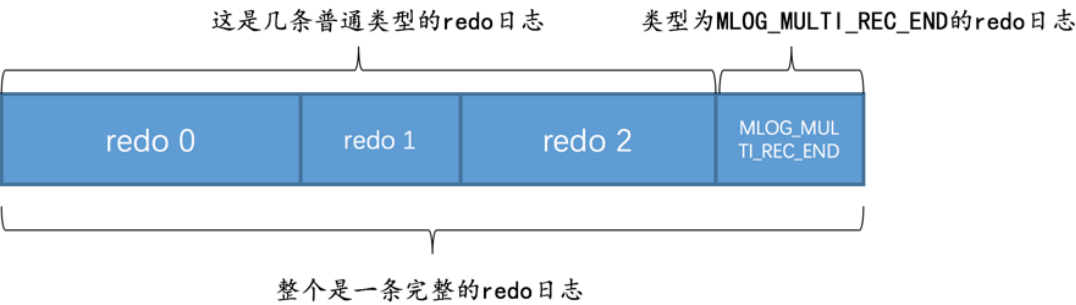 这是几条普通类型的redo日志
类型为MLOG_MULTI_REC_END的redo日志
redo 0
redo 1
redo 2
MLOG_MUL
TI_REC_END
整个是一条完整的redo日志